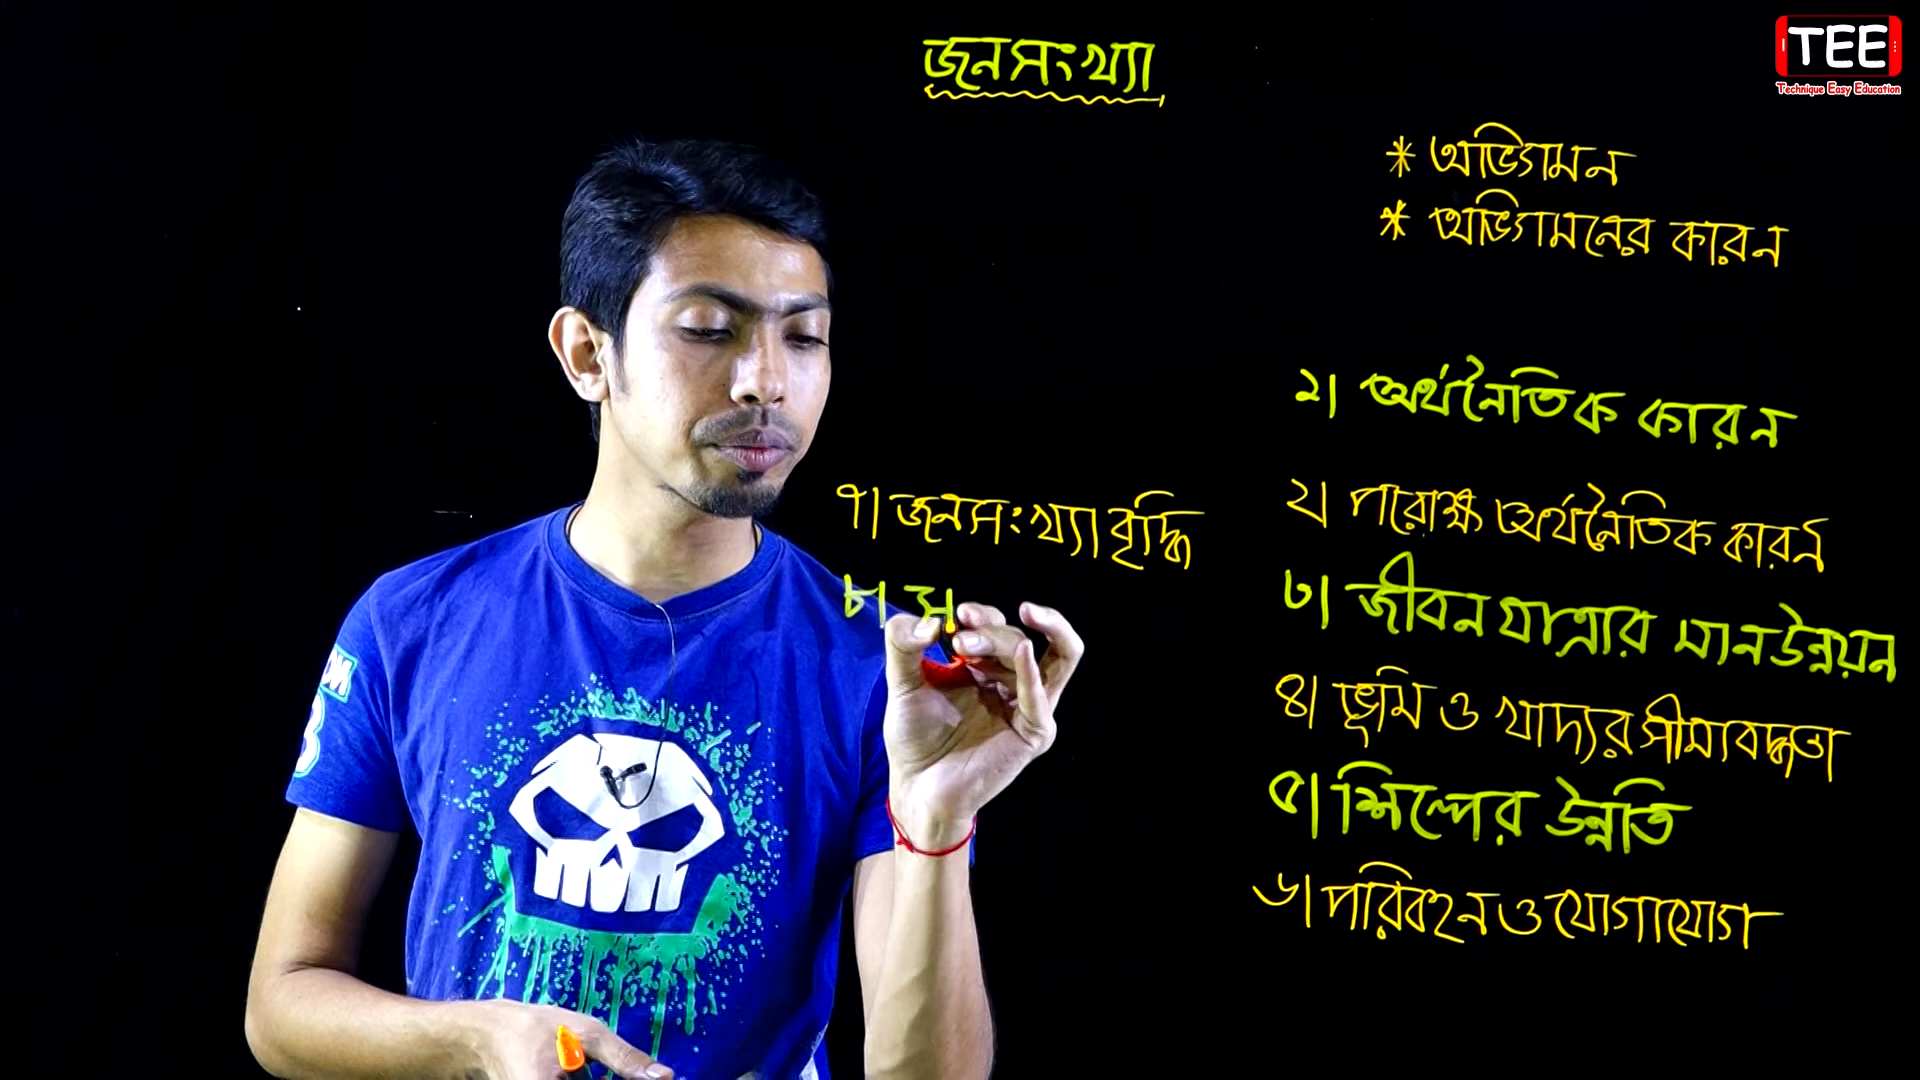 জনসংখ্যা
TEE
Technique Easy Education
* অভিগমন
* অভিগমনের কারন
১। অর্থনৈতিক কারন
২। পরোক্ষ অর্থনৈতিক কারন
৩। জীবন যাত্রার মান উন্নয়ন
৪। ভূমি ও খাদ্যর সীমাবদ্ধতা
৫। শিল্পের উন্নতি
৬। পরিবহন ও যোগাযোগ
৭। জনসংখ্যা বৃদ্ধি
৮। স